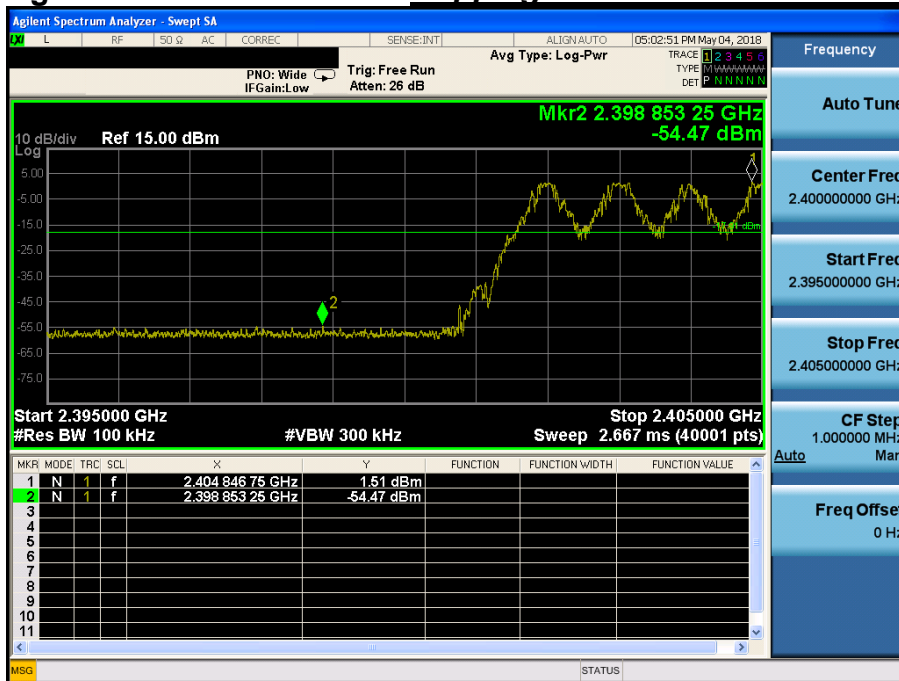 Agilent Spectrum Analyzer - Swept SA
LXI L RF 50 Ω AC CORREC SENSE:INT ALIGN AUTO 05:02:51 PM May 04, 2018
PNO: Wide
IFGain:Low
Trig: Free Run
Atten: 26 dB
Avg Type: Log-Pwr
TRACE 1 2 3 4 5 6
TYPE M WWWWW
DET P N N N N N
Mkr2 2.398 853 25 GHz
-54.47 dBm
10 dB/div Ref 15.00 dBm
Log
1
5.00
-5.00
-15.0
dBm
-25.0
-35.0
-45.0
2
-55.0
-65.0
-75.0
Start 2.395000 GHz Stop 2.405000 GHz
#Res BW 100 kHz #VBW 300 kHz Sweep 2.667 ms (40001 pts)
MKR MODE TRC SCL X Y FUNCTION FUNCTION WIDTH FUNCTION VALUE
1 N 1 f 2.404 846 75 GHz 1.51 dBm
2 N 1 f 2.398 853 25 GHz -54.47 dBm
3
4
5
6
7
8
9
10
11
MSG STATUS
Frequency
Auto Tune
Center Freq
2.400000000 GHz
Start Freq
2.395000000 GHz
Stop Freq
2.405000000 GHz
CF Step
1.000000 MHz
Auto Man
Freq Offset
0 Hz